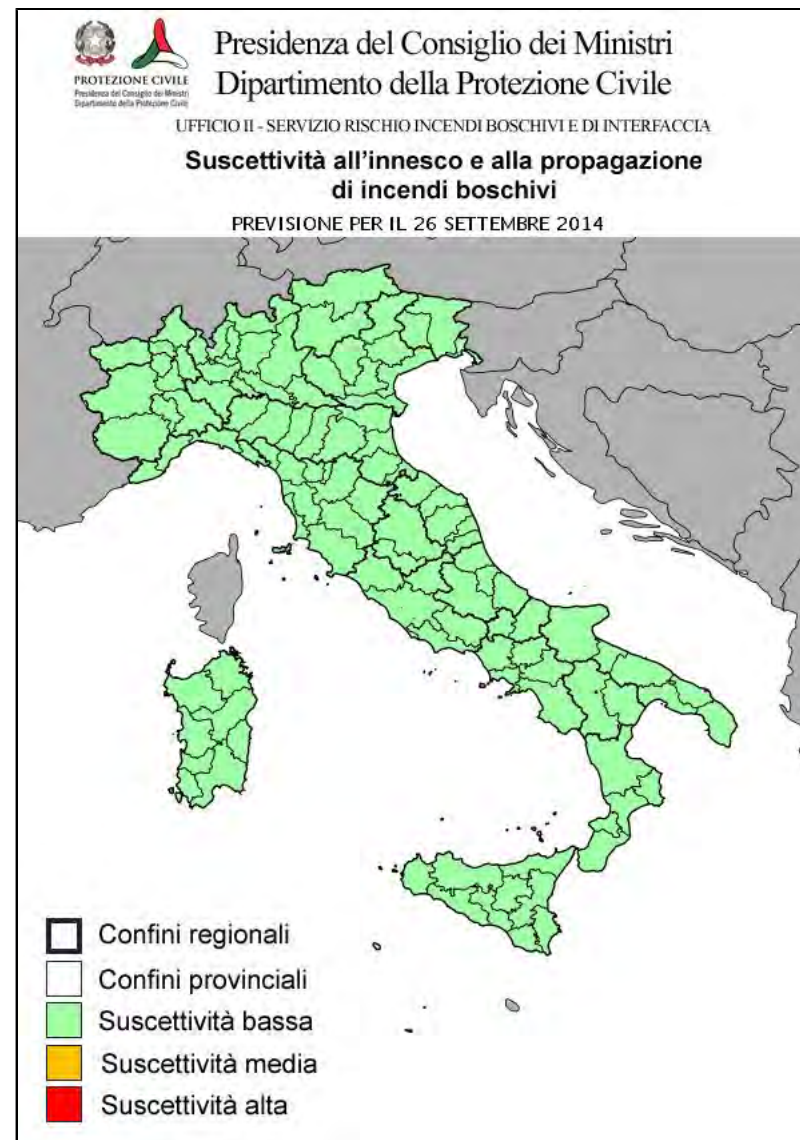 Presidenza del Consiglio dei Ministri
Dipartimento della Protezione Civile
PROTEZIONE CIVILE
Presidenza del Consiglio dei Ministri
Dipartimento della Protezione Civile
UFFICIO II - SERVIZIO RISCHIO INCENDI BOSCHIVI E DI INTERFACCIA
Suscettività all'innesco e alla propagazione
di incendi boschivi
PREVISIONE PER IL 26 SETTEMBRE 2014
Confini regionali
Confini provinciali
Suscettività bassa
Suscettività media
Suscettività alta